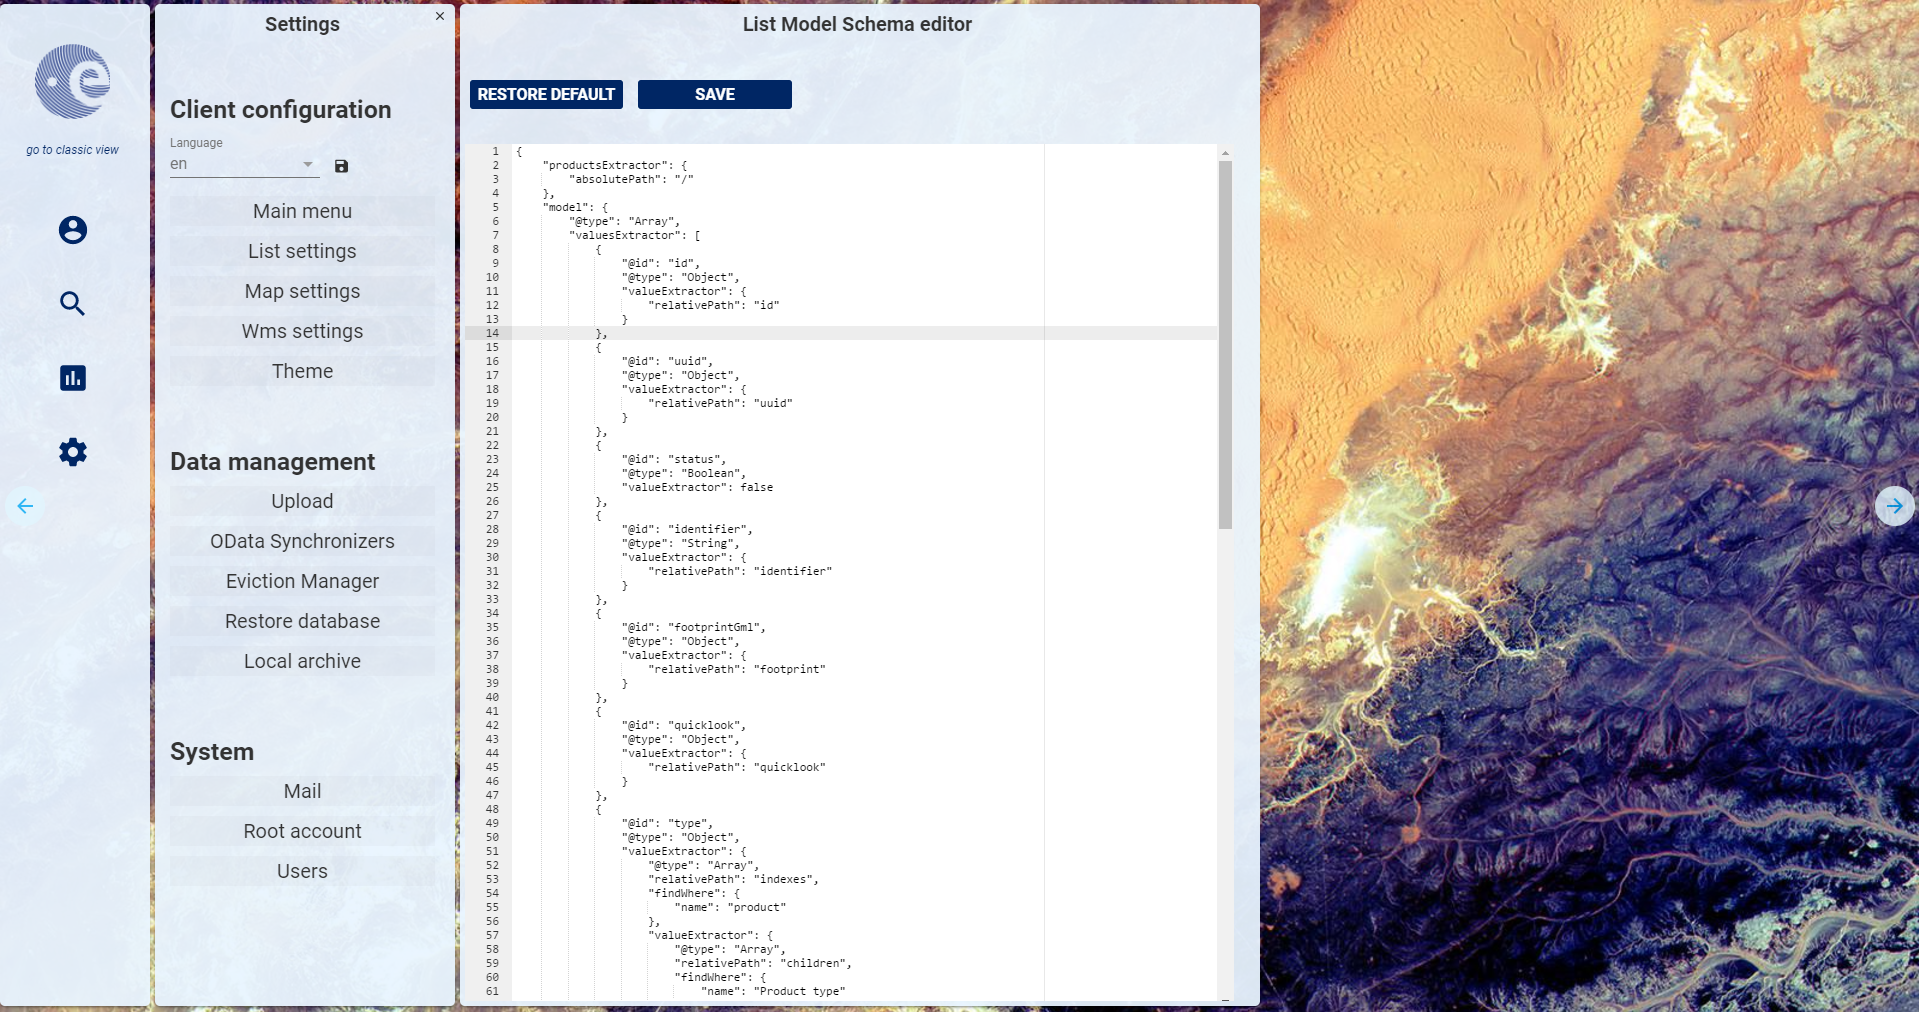 go to classic view
Settings
×
Client configuration
Language
en
Main menu
List settings
Map settings
Wms settings
Theme
Data management
Upload
OData Synchronizers
Eviction Manager
Restore database
Local archive
System
Mail
Root account
Users
List Model Schema editor
RESTORE DEFAULT
SAVE
1 {
2 "productsExtractor": {
3 "absolutePath": "/"
4 },
5 "model": {
6 "@type": "Array",
7 "valuesExtractor": [
8 {
9 "@id": "id",
10 "@type": "Object",
11 "valueExtractor": {
12 "relativePath": "id"
13 }
14 },
15 {
16 "@id": "uuid",
17 "@type": "Object",
18 "valueExtractor": {
19 "relativePath": "uuid"
20 }
21 },
22 {
23 "@id": "status",
24 "@type": "Boolean",
25 "valueExtractor": false
26 },
27 {
28 "@id": "identifier",
29 "@type": "String",
30 "valueExtractor": {
31 "relativePath": "identifier"
32 }
33 },
34 {
35 "@id": "footprintGml",
36 "@type": "Object",
37 "valueExtractor": {
38 "relativePath": "footprint"
39 }
40 },
41 {
42 "@id": "quicklook",
43 "@type": "Object",
44 "valueExtractor": {
45 "relativePath": "quicklook"
46 }
47 },
48 {
49 "@id": "type",
50 "@type": "Object",
51 "valueExtractor": {
52 "@type": "Array",
53 "relativePath": "indexes",
54 "findWhere": {
55 "name": "product"
56 },
57 "valueExtractor": {
58 "@type": "Array",
59 "relativePath": "children",
60 "findWhere": {
61 "name": "Product type"